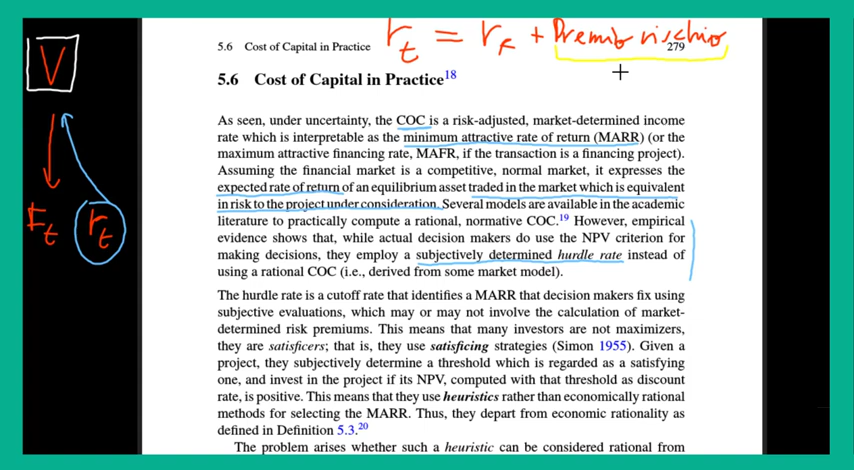 r_t = r_f + Premio rischio
5.6 Cost of Capital in Practice 279
V
5.6 Cost of Capital in Practice18
As seen, under uncertainty, the COC is a risk-adjusted, market-determined income
rate which is interpretable as the minimum attractive rate of return (MARR) (or the
maximum attractive financing rate, MAFR, if the transaction is a financing project).
Assuming the financial market is a competitive, normal market, it expresses the
expected rate of return of an equilibrium asset traded in the market which is equivalent
in risk to the project under consideration. Several models are available in the academic
literature to practically compute a rational, normative COC.19 However, empirical
evidence shows that, while actual decision makers do use the NPV criterion for
making decisions, they employ a subjectively determined hurdle rate instead of
using a rational COC (i.e., derived from some market model).
F_t r_t
The hurdle rate is a cutoff rate that identifies a MARR that decision makers fix using
subjective evaluations, which may or may not involve the calculation of market-
determined risk premiums. This means that many investors are not maximizers,
they are satisficers; that is, they use satisficing strategies (Simon 1955). Given a
project, they subjectively determine a threshold which is regarded as a satisfying
one, and invest in the project if its NPV, computed with that threshold as discount
rate, is positive. This means that they use heuristics rather than economically rational
methods for selecting the MARR. Thus, they depart from economic rationality as
defined in Definition 5.3.20
The problem arises whether such a heuristic can be considered rational from